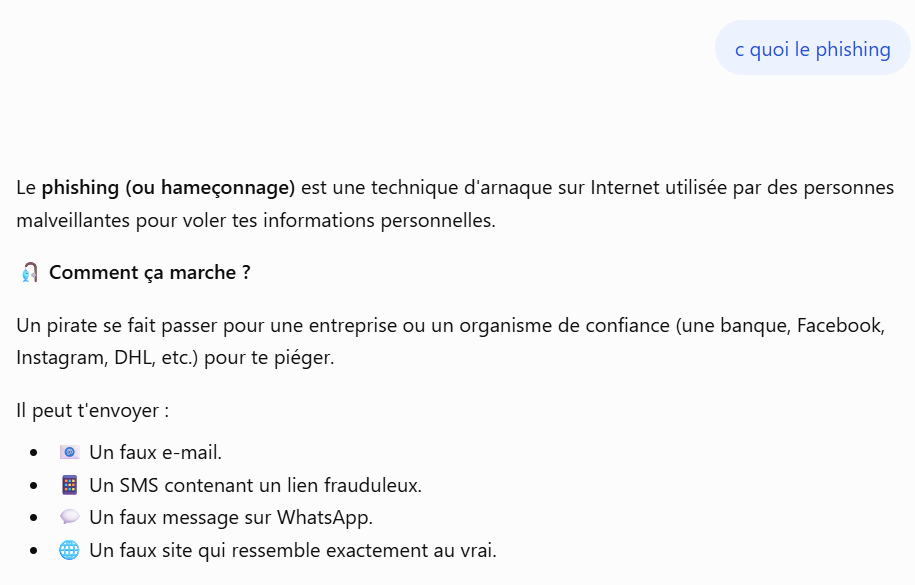 c quoi le phishing
Le phishing (ou hameçonnage) est une technique d'arnaque sur Internet utilisée par des personnes
malveillantes pour voler tes informations personnelles.
🎣 Comment ça marche ?
Un pirate se fait passer pour une entreprise ou un organisme de confiance (une banque, Facebook,
Instagram, DHL, etc.) pour te piéger.
Il peut t'envoyer :
• 📧 Un faux e-mail.
• 📱 Un SMS contenant un lien frauduleux.
• 💬 Un faux message sur WhatsApp.
• 🌐 Un faux site qui ressemble exactement au vrai.